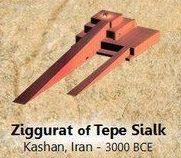 Ziggurat of Tepe Sialk
Kashan, Iran - 3000 BCE